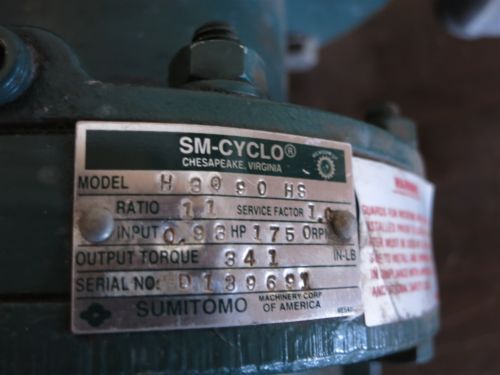 SM-CYCLO®
CHESAPEAKE, VIRGINIA
MODEL H 3090 HS
RATIO 11 SERVICE FACTOR 1.0
INPUT 0.93 HP 1750 RPM
OUTPUT TORQUE 341 IN-LB
SERIAL NO. D139691
SUMITOMO MACHINERY CORP OF AMERICA
WARNING